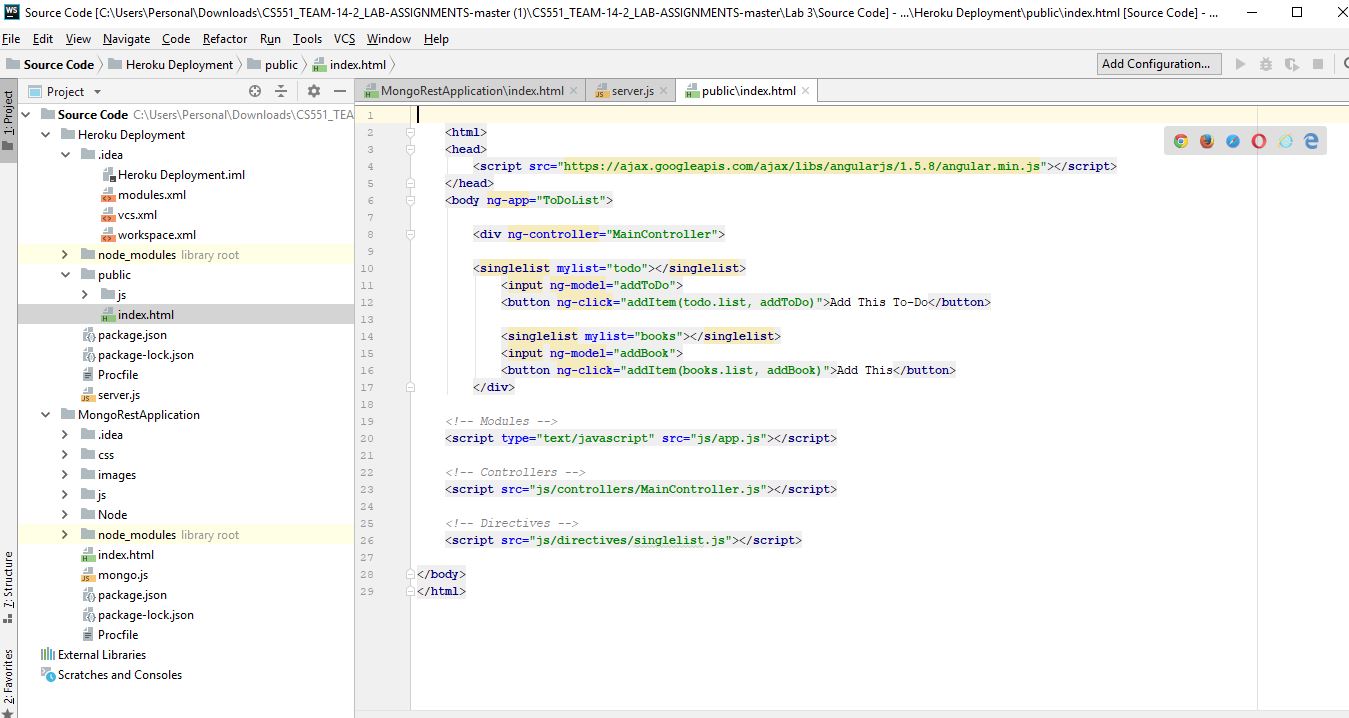 WS Source Code [C:\Users\Personal\Downloads\CS551_TEAM-14-2_LAB-ASSIGNMENTS-master (1)\CS551_TEAM-14-2_LAB-ASSIGNMENTS-master\Lab 3\Source Code] - ...\Heroku Deployment\public\index.html [Source Code] - ...
File Edit View Navigate Code Refactor Run Tools VCS Window Help
Source Code Heroku Deployment public index.html Add Configuration...
1: Project
7: Structure
2: Favorites
Project
Source Code C:\Users\Personal\Downloads\CS551_TEA
Heroku Deployment
.idea
Heroku Deployment.iml
modules.xml
vcs.xml
workspace.xml
node_modules library root
public
js
index.html
package.json
package-lock.json
Procfile
server.js
MongoRestApplication
.idea
css
images
js
Node
node_modules library root
index.html
mongo.js
package.json
package-lock.json
Procfile
External Libraries
Scratches and Consoles
MongoRestApplication\index.html server.js public\index.html
1
2 <html>
3 <head>
4 <script src="https://ajax.googleapis.com/ajax/libs/angularjs/1.5.8/angular.min.js"></script>
5 </head>
6 <body ng-app="ToDoList">
7
8 <div ng-controller="MainController">
9
10 <singlelist mylist="todo"></singlelist>
11 <input ng-model="addToDo">
12 <button ng-click="addItem(todo.list, addToDo)">Add This To-Do</button>
13
14 <singlelist mylist="books"></singlelist>
15 <input ng-model="addBook">
16 <button ng-click="addItem(books.list, addBook)">Add This</button>
17 </div>
18
19 <!-- Modules -->
20 <script type="text/javascript" src="js/app.js"></script>
21
22 <!-- Controllers -->
23 <script src="js/controllers/MainController.js"></script>
24
25 <!-- Directives -->
26 <script src="js/directives/singlelist.js"></script>
27
28 </body>
29 </html>